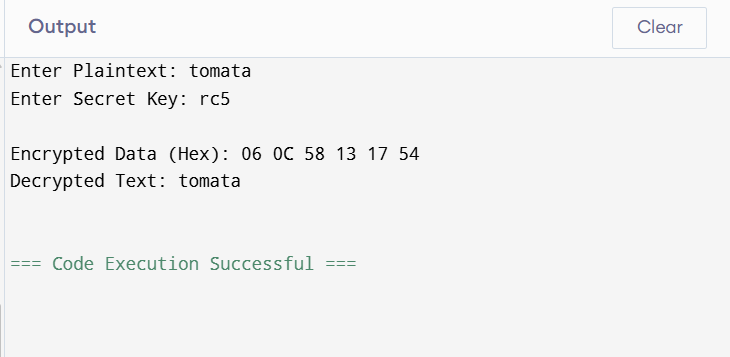 Output
Clear
Enter Plaintext: tomata
Enter Secret Key: rc5
Encrypted Data (Hex): 06 0C 58 13 17 54
Decrypted Text: tomata
=== Code Execution Successful ===